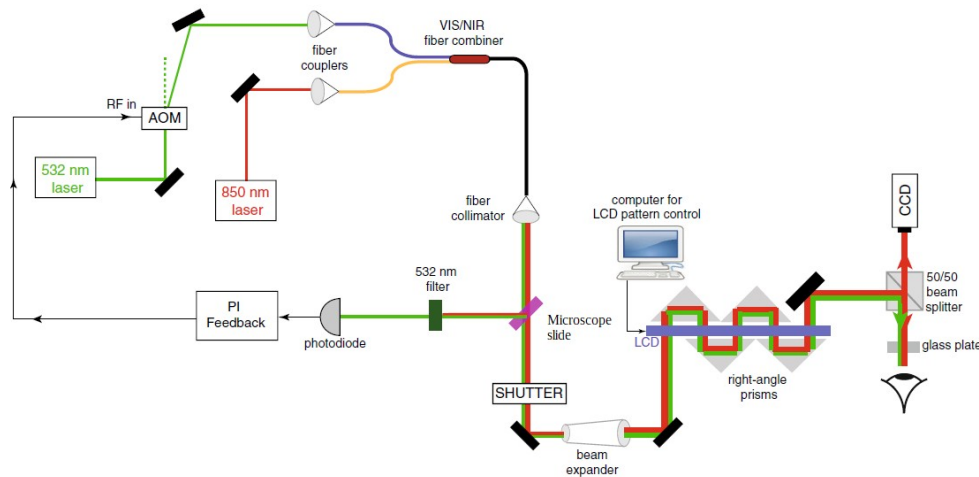 VIS/NIR
fiber combiner
fiber
couplers
RF in
AOM
532 nm
laser
850 nm
laser
fiber
collimator
computer for
LCD pattern control
CCD
532 nm
filter
50/50
beam
splitter
PI
Feedback
photodiode
Microscope
slide
LCD
glass plate
right-angle
prisms
SHUTTER
beam
expander